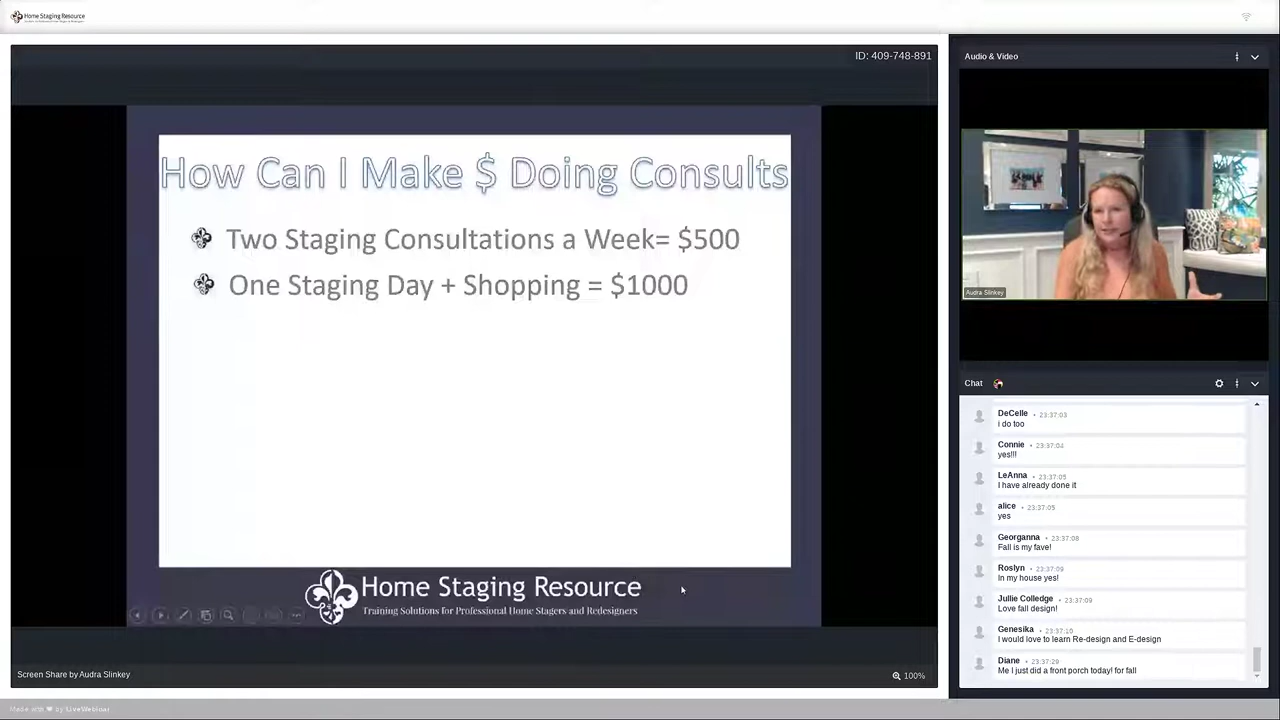 Home Staging Resource
ID: 409-748-891
How Can I Make $ Doing Consults
Two Staging Consultations a Week= $500
One Staging Day + Shopping = $1000
Home Staging Resource
Training Solutions for Professional Home Stagers and Redesigners
Screen Share by Audra Slinkey
100%
Made with ❤ by LiveWebinar
Audio & Video
Audra Slinkey
Chat
DeCelle • 23:37:03
i do too
Connie • 23:37:04
yes!!!
LeAnna • 23:37:05
I have already done it
alice • 23:37:05
yes
Georganna • 23:37:08
Fall is my fave!
Roslyn • 23:37:09
In my house yes!
Jullie Colledge • 23:37:09
Love fall design!
Genesika • 23:37:10
I would love to learn Re-design and E-design
Diane • 23:37:29
Me I just did a front porch today! for fall